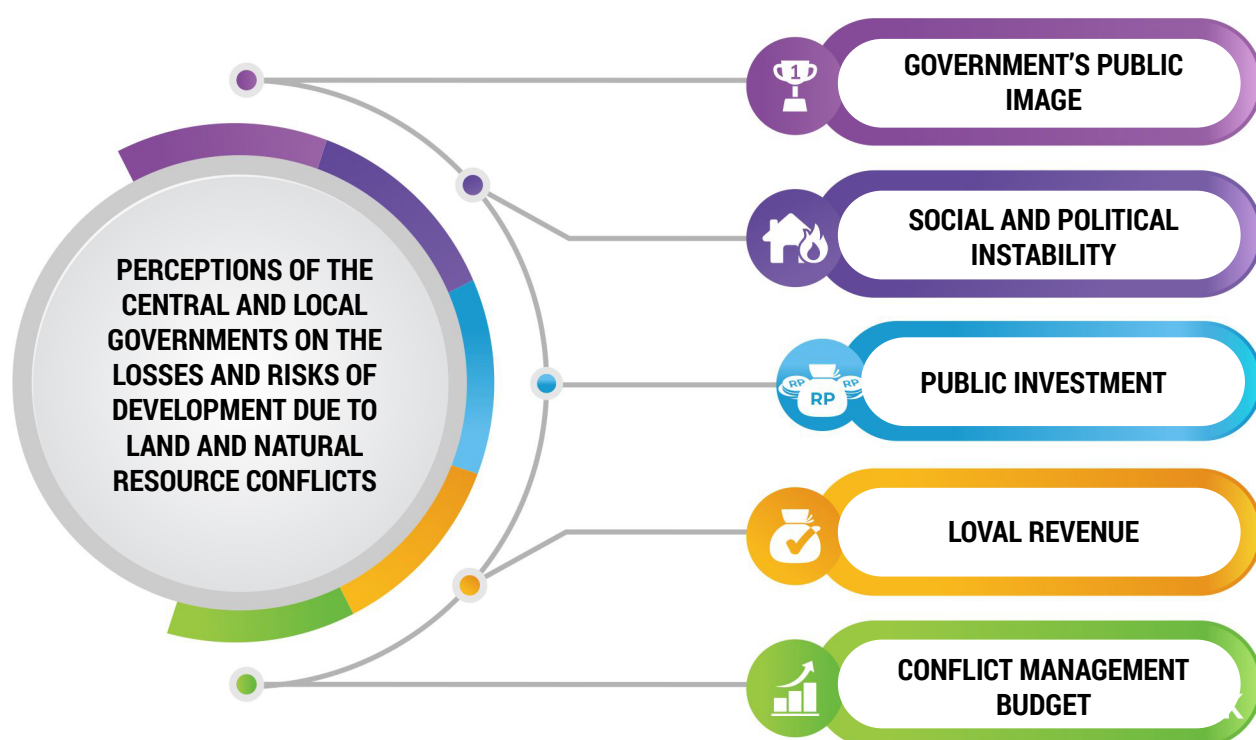 PERCEPTIONS OF THE
CENTRAL AND LOCAL
GOVERNMENTS ON THE
LOSSES AND RISKS OF
DEVELOPMENT DUE TO
LAND AND NATURAL
RESOURCE CONFLICTS
1
GOVERNMENT'S PUBLIC
IMAGE
SOCIAL AND POLITICAL
INSTABILITY
RP RP RP
PUBLIC INVESTMENT
LOVAL REVENUE
CONFLICT MANAGEMENT
BUDGET